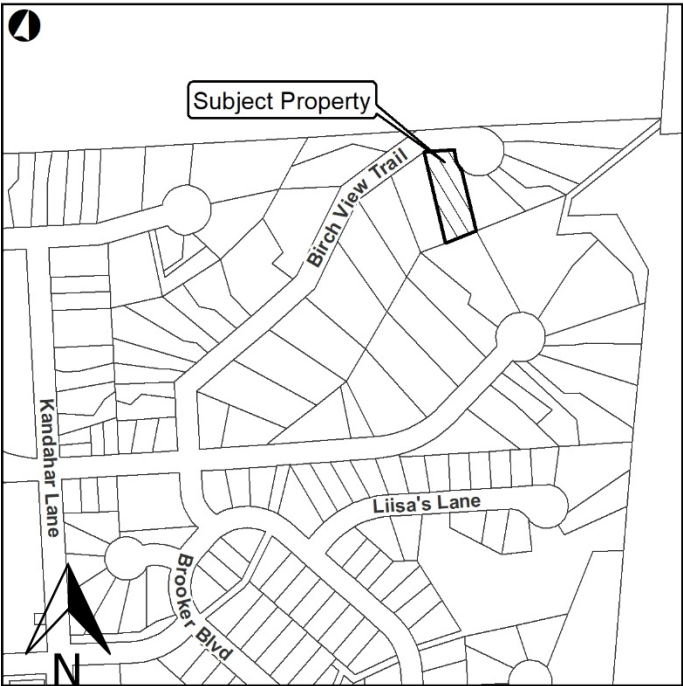 Subject Property
Birch View Trail
Kandahar Lane
Liisa's Lane
Brooker Blvd
N